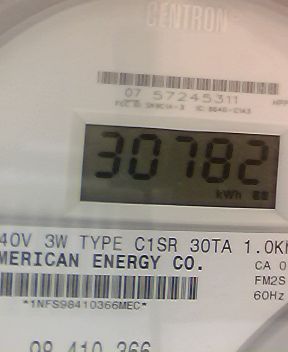 CENTRON®
07 57245311
30782
kWh
40V 3W TYPE C1SR 30TA 1.0K
MERICAN ENERGY CO.
CA 0
FM2S
60Hz
*1NFS98410366MEC*
98 410 366